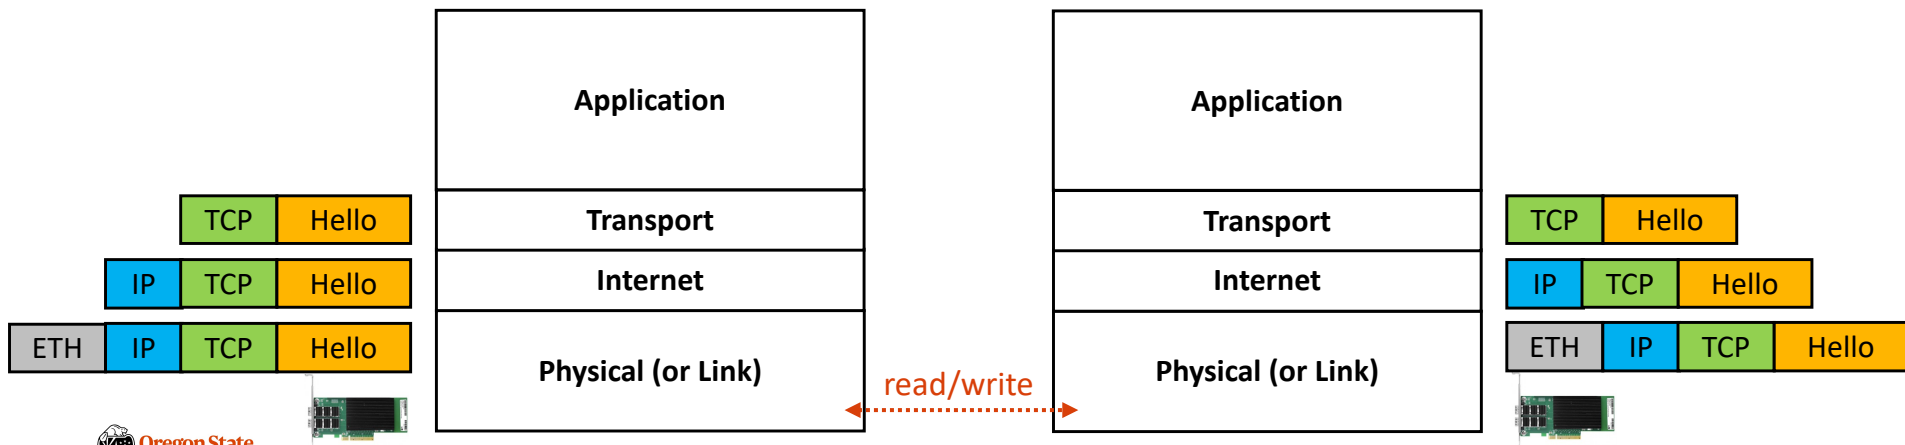 Application
Application
TCP Hello
Transport
Transport
TCP Hello
IP TCP Hello
Internet
Internet
IP TCP Hello
ETH IP TCP Hello
Physical (or Link)
read/write
Physical (or Link)
ETH IP TCP Hello
Oregon State